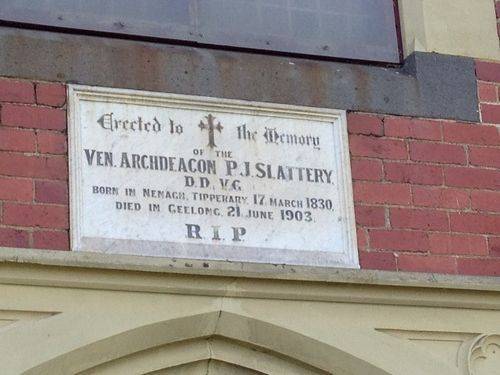 Erected to the Memory
OF THE
VEN. ARCHDEACON P.J. SLATTERY.
D.D. V.G.
BORN IN NENAGH, TIPPERARY, 17 MARCH 1830,
DIED IN GEELONG, 21 JUNE 1903.
R.I.P.